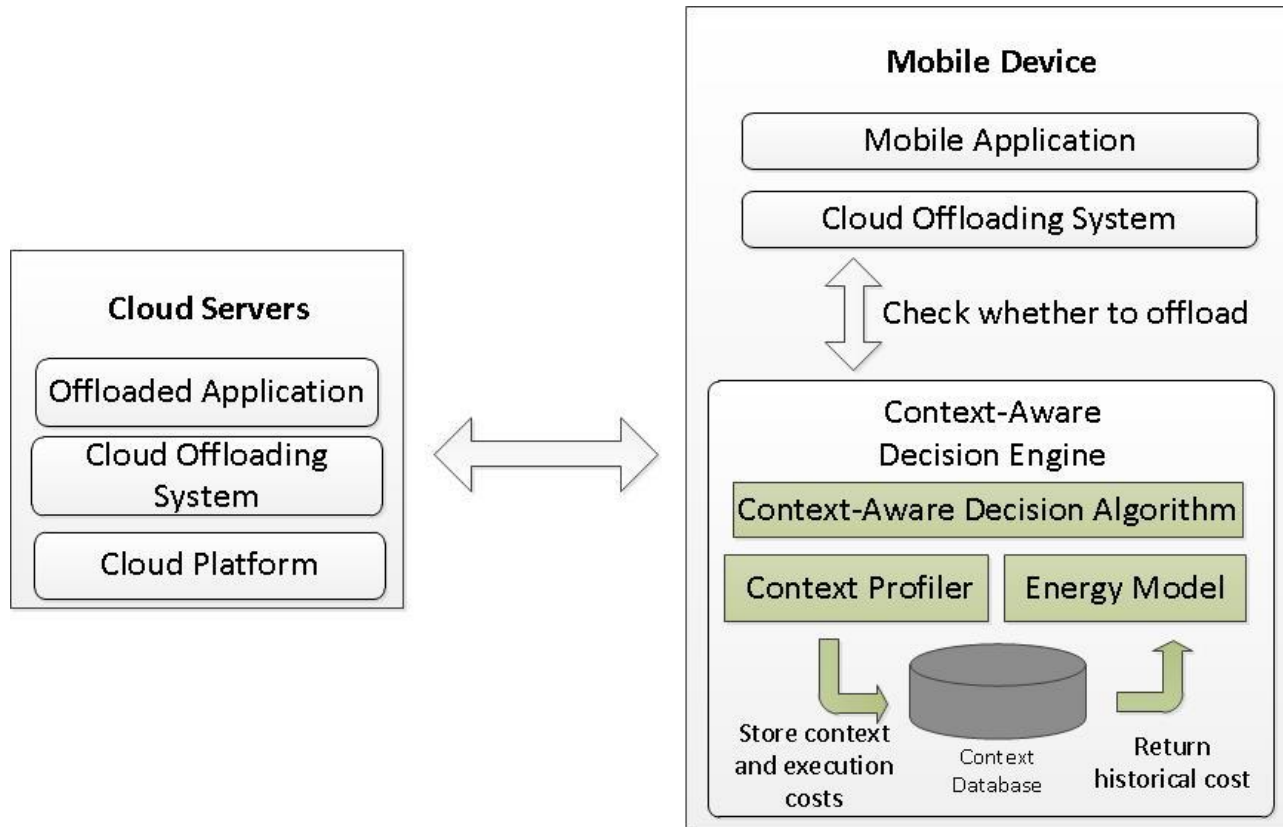 Cloud Servers
Offloaded Application
Cloud Offloading
System
Cloud Platform
Mobile Device
Mobile Application
Cloud Offloading System
Check whether to offload
Context-Aware
Decision Engine
Context-Aware Decision Algorithm
Context Profiler
Energy Model
Store context
and execution
costs
Context
Database
Return
historical cost